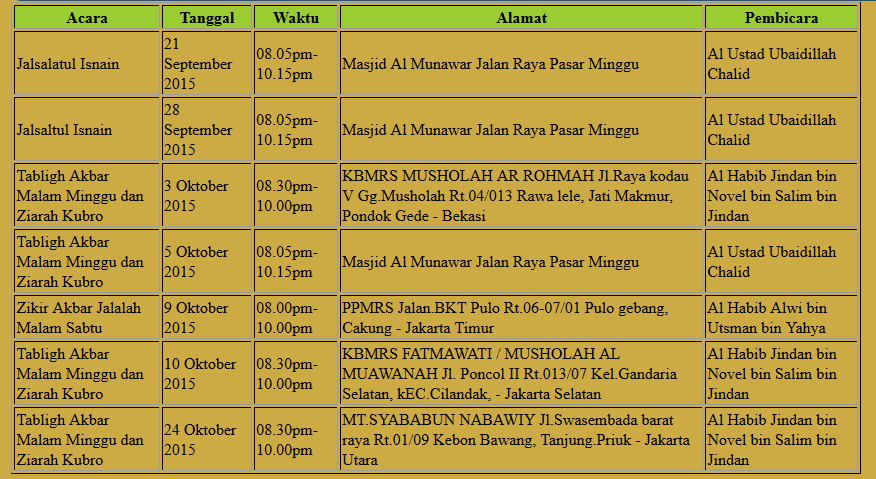 Acara Tanggal Waktu Alamat Pembicara
Jalsalatul Isnain
21
September
2015
08.05pm-
10.15pm
Masjid Al Munawar Jalan Raya Pasar Minggu
Al Ustad Ubaidillah
Chalid
Jalsaltul Isnain
28
September
2015
08.05pm-
10.15pm
Masjid Al Munawar Jalan Raya Pasar Minggu
Al Ustad Ubaidillah
Chalid
Tabligh Akbar
Malam Minggu dan
Ziarah Kubro
3 Oktober
2015
08.30pm-
10.00pm
KBMRS MUSHOLAH AR ROHMAH Jl.Raya kodau
V Gg.Musholah Rt.04/013 Rawa lele, Jati Makmur,
Pondok Gede - Bekasi
Al Habib Jindan bin
Novel bin Salim bin
Jindan
Tabligh Akbar
Malam Minggu dan
Ziarah Kubro
5 Oktober
2015
08.05pm-
10.15pm
Masjid Al Munawar Jalan Raya Pasar Minggu
Al Ustad Ubaidillah
Chalid
Zikir Akbar Jalalah
Malam Sabtu
9 Oktober
2015
08.00pm-
10.00pm
PPMRS Jalan.BKT Pulo Rt.06-07/01 Pulo gebang,
Cakung - Jakarta Timur
Al Habib Alwi bin
Utsman bin Yahya
Tabligh Akbar
Malam Minggu dan
Ziarah Kubro
10 Oktober
2015
08.30pm-
10.00pm
KBMRS FATMAWATI / MUSHOLAH AL
MUAWANAH Jl. Poncol II Rt.013/07 Kel.Gandaria
Selatan, kEC.Cilandak, - Jakarta Selatan
Al Habib Jindan bin
Novel bin Salim bin
Jindan
Tabligh Akbar
Malam Minggu dan
Ziarah Kubro
24 Oktober
2015
08.30pm-
10.00pm
MT.SYABABUN NABAWIY Jl.Swasembada barat
raya Rt.01/09 Kebon Bawang, Tanjung.Priuk - Jakarta
Utara
Al Habib Jindan bin
Novel bin Salim bin
Jindan